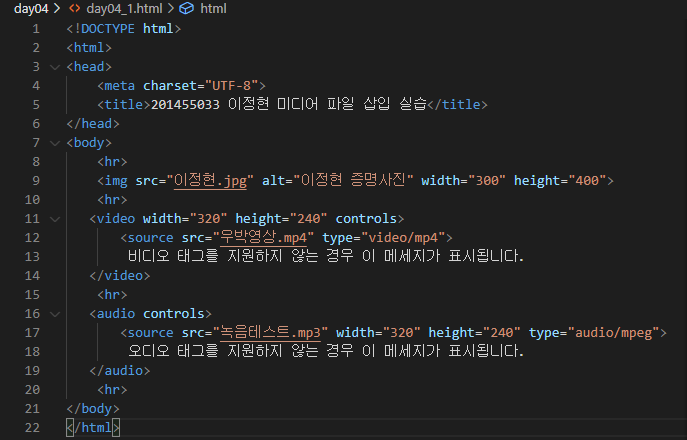 day04 > <> day04_1.html > html
1 <!DOCTYPE html>
2 <html>
3 <head>
4 <meta charset="UTF-8">
5 <title>201455033 이정현 미디어 파일 삽입 실습</title>
6 </head>
7 <body>
8 <hr>
9 <img src="이정현.jpg" alt="이정현 증명사진" width="300" height="400">
10 <hr>
11 <video width="320" height="240" controls>
12 <source src="우박영상.mp4" type="video/mp4">
13 비디오 태그를 지원하지 않는 경우 이 메세지가 표시됩니다.
14 </video>
15 <hr>
16 <audio controls>
17 <source src="녹음테스트.mp3" width="320" height="240" type="audio/mpeg">
18 오디오 태그를 지원하지 않는 경우 이 메세지가 표시됩니다.
19 </audio>
20 <hr>
21 </body>
22 </html>